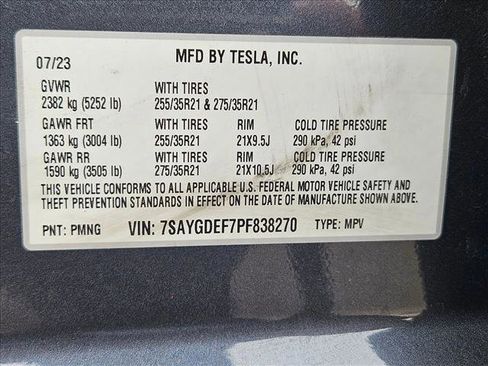 07/23 MFD BY TESLA, INC.
GVWR WITH TIRES
2382 kg (5252 lb) 255/35R21 & 275/35R21
GAWR FRT WITH TIRES RIM COLD TIRE PRESSURE
1363 kg (3004 lb) 255/35R21 21X9.5J 290 kPa, 42 psi
GAWR RR WITH TIRES RIM COLD TIRE PRESSURE
1590 kg (3505 lb) 275/35R21 21X10.5J 290 kPa, 42 psi
THIS VEHICLE CONFORMS TO ALL APPLICABLE U.S. FEDERAL MOTOR VEHICLE SAFETY AND
THEFT PREVENTION STANDARDS IN EFFECT ON THE DATE OF MANUFACTURE SHOWN ABOVE.
PNT: PMNG VIN: 7SAYGDEF7PF838270 TYPE: MPV